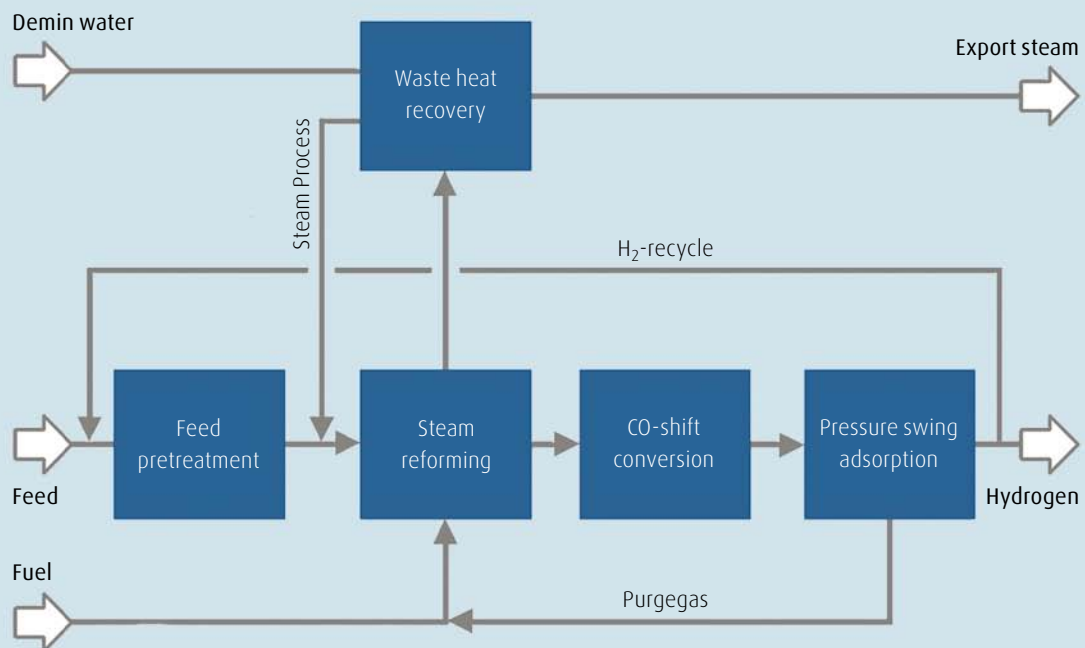 Demin water
Export steam
Waste heat
recovery
Steam Process
H₂-recycle
Feed
pretreatment
Steam
reforming
CO-shift
conversion
Pressure swing
adsorption
Feed
Hydrogen
Fuel
Purgegas